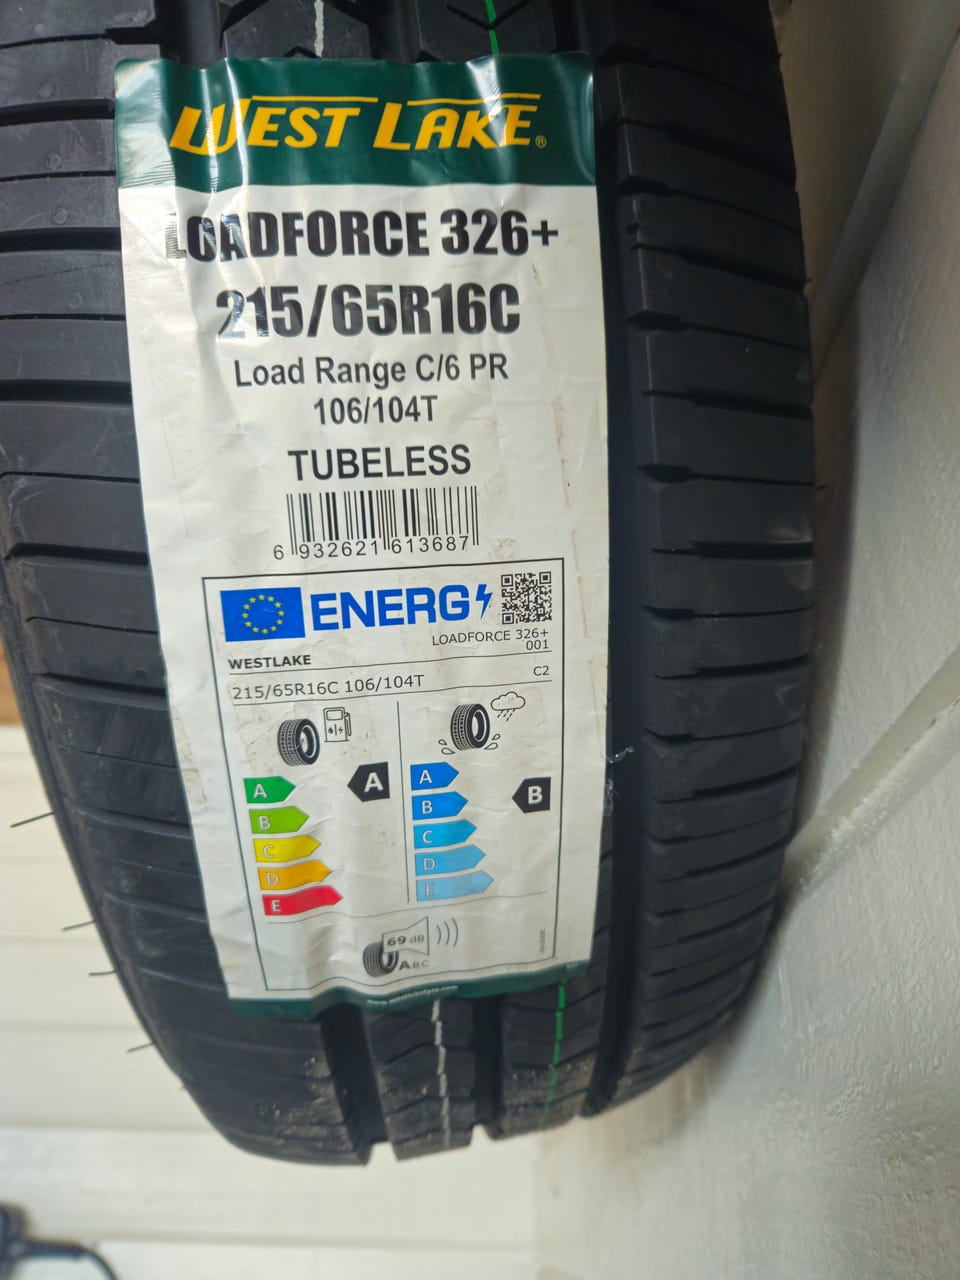 WEST LAKE®
LOADFORCE 326+
215/65R16C
Load Range C/6 PR
106/104T
TUBELESS
6 932621 613687
ENERG
LOADFORCE 326+
001
WESTLAKE
215/65R16C 106/104T
C2
A
A
B
C
D
E
B
A
B
C
D
E
69 dB
ABC
www.westlaketyre.com